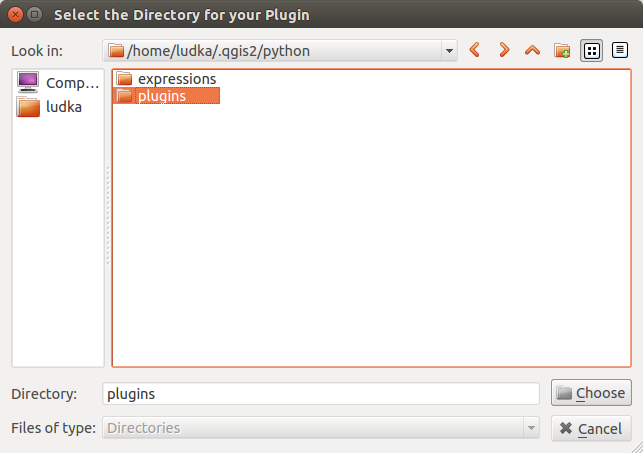 Select the Directory for your Plugin
Look in: /home/ludka/.qgis2/python
Comp...
ludka
expressions
plugins
Directory: plugins Choose
Files of type: Directories Cancel